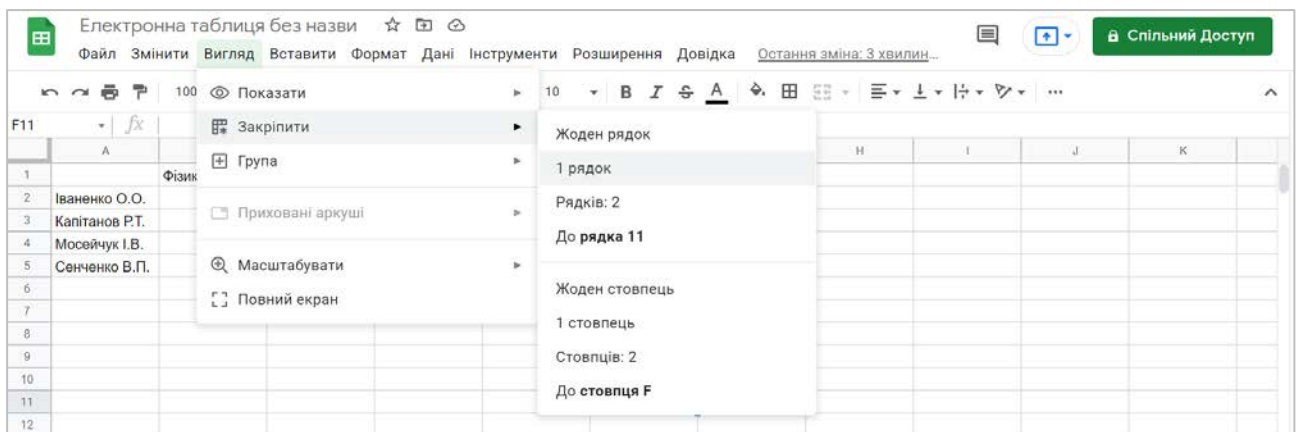 Електронна таблиця без назви
Файл Змінити Вигляд Вставити Формат Дані Інструменти Розширення Довідка Остання зміна: 3 хвилин...
Спільний Доступ
100
10 B I S A
F11 fx
Показати
Закріпити
Група
Приховані аркуші
Масштабувати
Повний екран
Жоден рядок
1 рядок
Рядків: 2
До рядка 11
Жоден стовпець
1 стовпець
Стовпців: 2
До стовпця F
A H I J K
1 Фізик
2 Іваненко О.О.
3 Капітанов Р.Т.
4 Мосейчук І.В.
5 Сенченко В.П.
6
7
8
9
10
11
12